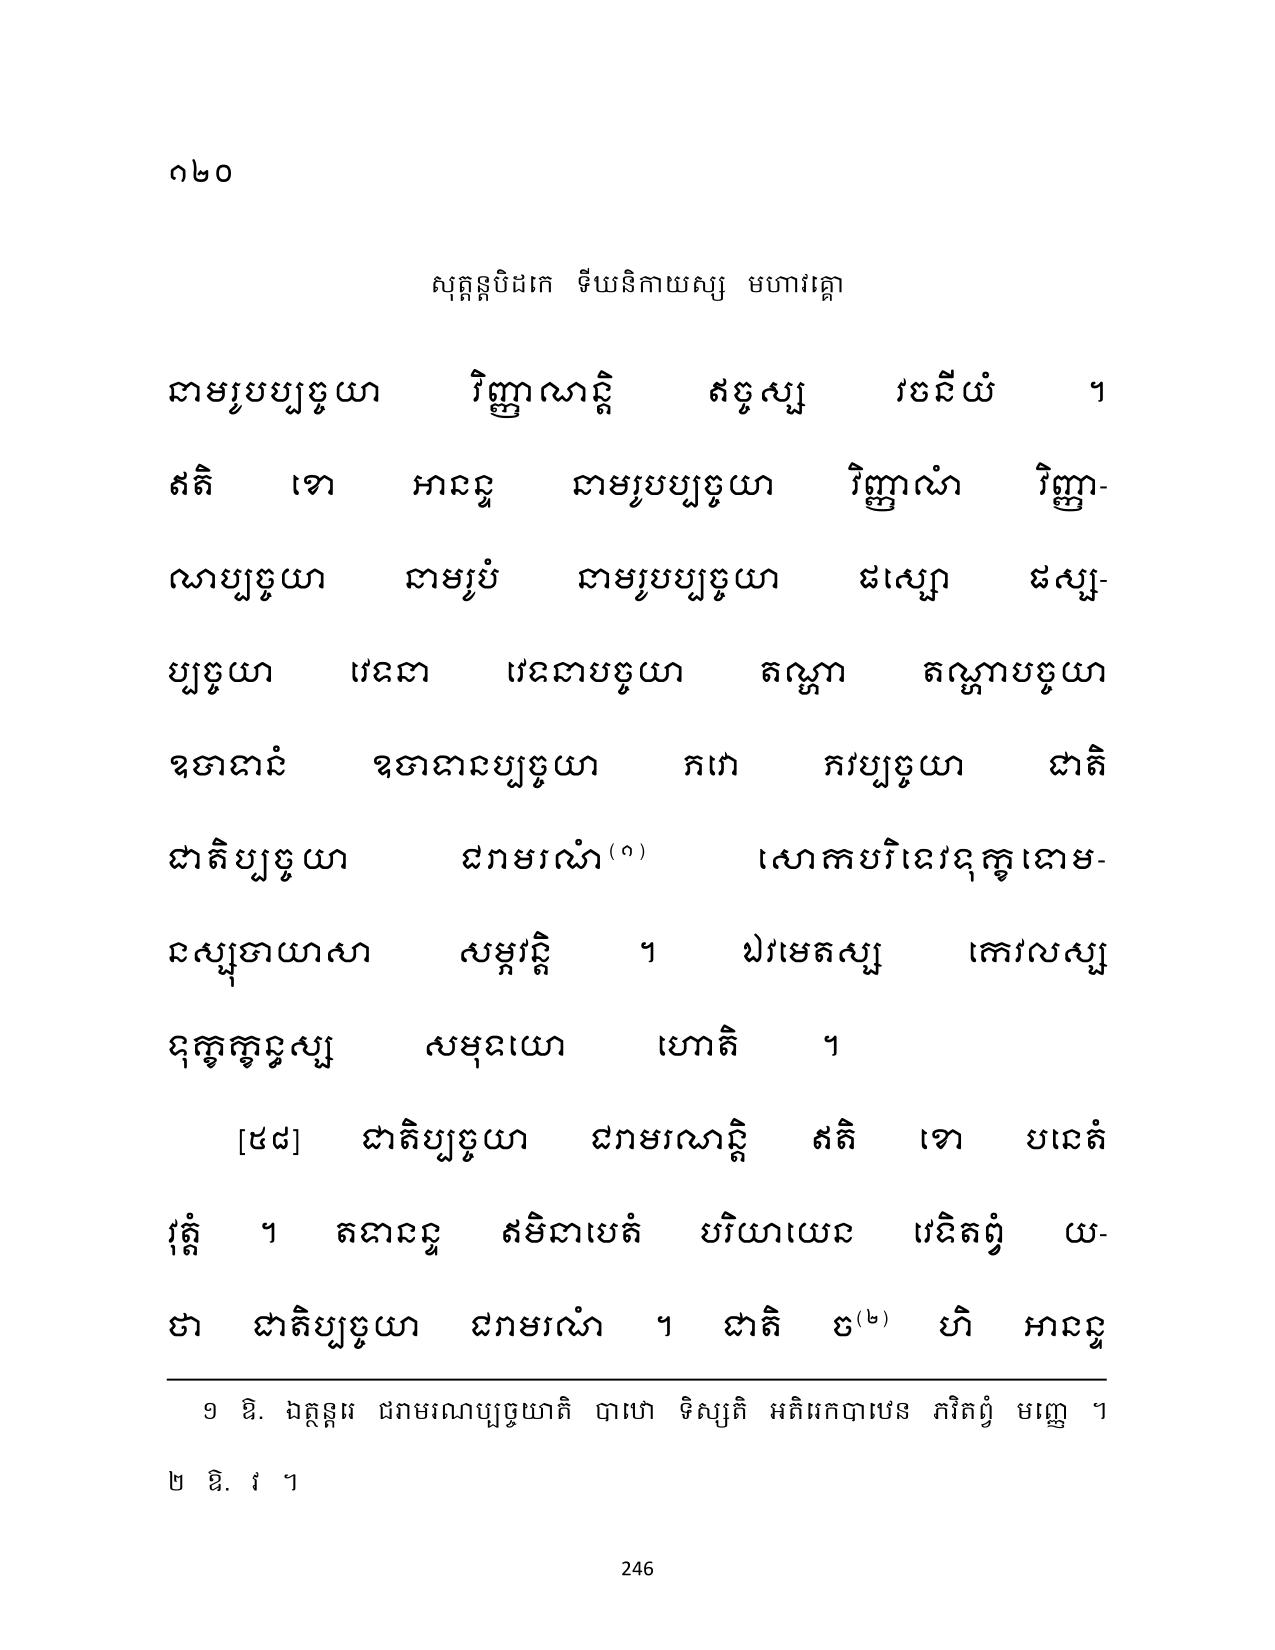 ១២០
សុត្តន្តបិដកេ ទីឃនិកាយស្ស មហាវគ្គោ
នាមរូបប្បច្ចយា វិញ្ញាណន្តិ ឥច្ចស្ស វចនីយំ ។
ឥតិ ខោ អានន្ទ នាមរូបប្បច្ចយា វិញ្ញាណំ វិញ្ញា-
ណប្បច្ចយា នាមរូបំ នាមរូបប្បច្ចយា ផស្សោ ផស្ស-
ប្បច្ចយា វេទនា វេទនាបច្ចយា តណ្ហា តណ្ហាបច្ចយា
ឧបាទានំ ឧបាទានប្បច្ចយា ភវោ ភវប្បច្ចយា ជាតិ
ជាតិប្បច្ចយា ជរាមរណំ(១) សោកបរិទេវទុក្ខទោម-
នស្សុបាយាសា សម្ភវន្តិ ។ ឯវមេតស្ស កេវលស្ស
ទុក្ខក្ខន្ធស្ស សមុទយោ ហោតិ ។
[៥៨] ជាតិប្បច្ចយា ជរាមរណន្តិ ឥតិ ខោ បនេតំ
វុត្តំ ។ តទានន្ទ ឥមិនាបេតំ បរិយាយេន វេទិតព្វំ យ-
ថា ជាតិប្បច្ចយា ជរាមរណំ ។ ជាតិ ច(២) ហិ អានន្ទ
១ ឱ. ឯត្ថន្តរេ ជរាមរណប្បច្ចយាតិ បាឋោ ទិស្សតិ អតិរេកបាឋេន ភវិតព្វំ មញ្ញេ ។
២ ឱ. វ ។
246